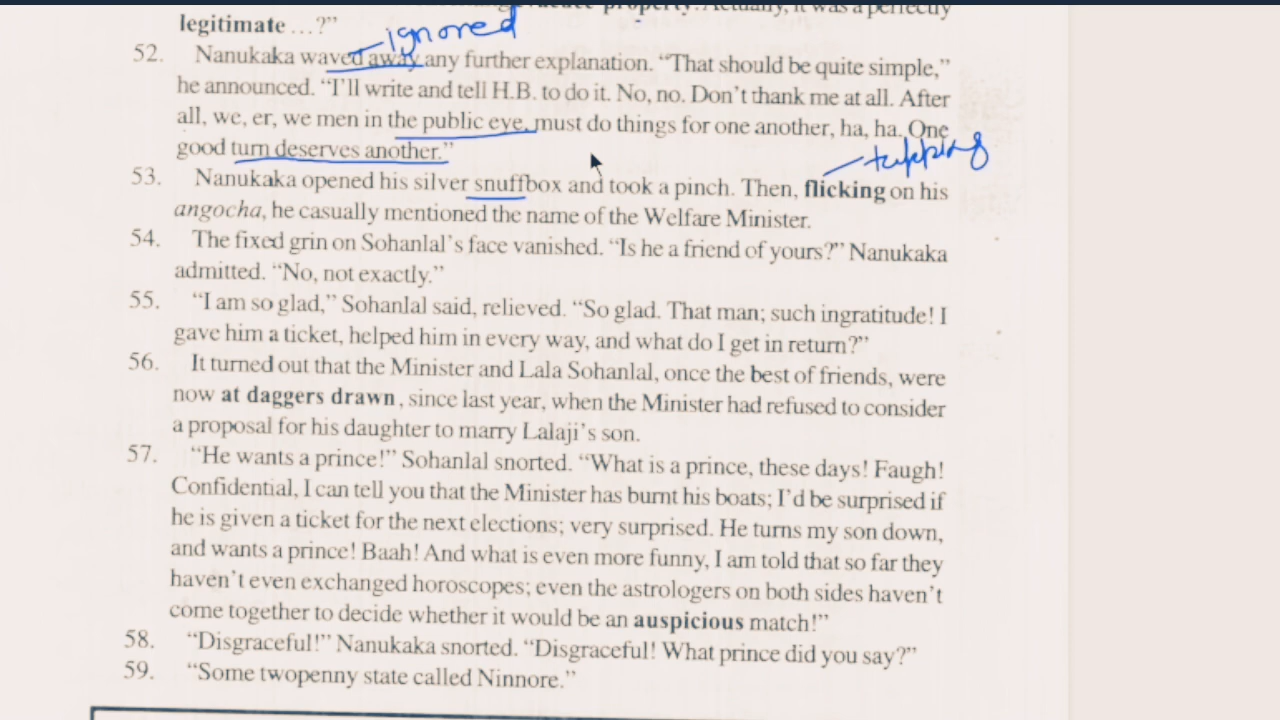 property. Actually, it was a perfectly
legitimate ...?”
ignored
52. Nanukaka waved away any further explanation. “That should be quite simple,”
he announced. “I’ll write and tell H.B. to do it. No, no. Don’t thank me at all. After
all, we, er, we men in the public eye, must do things for one another, ha, ha. One
good turn deserves another.”
53. Nanukaka opened his silver snuffbox and took a pinch. Then, flicking on his
angocha, he casually mentioned the name of the Welfare Minister.
54. The fixed grin on Sohanlal’s face vanished. “Is he a friend of yours?” Nanukaka
admitted. “No, not exactly.”
55. “I am so glad,” Sohanlal said, relieved. “So glad. That man; such ingratitude! I
gave him a ticket, helped him in every way, and what do I get in return?”
56. It turned out that the Minister and Lala Sohanlal, once the best of friends, were
now at daggers drawn, since last year, when the Minister had refused to consider
a proposal for his daughter to marry Lalaji’s son.
57. “He wants a prince!” Sohanlal snorted. “What is a prince, these days! Faugh!
Confidential, I can tell you that the Minister has burnt his boats; I’d be surprised if
he is given a ticket for the next elections; very surprised. He turns my son down,
and wants a prince! Baah! And what is even more funny, I am told that so far they
haven’t even exchanged horoscopes; even the astrologers on both sides haven’t
come together to decide whether it would be an auspicious match!”
58. “Disgraceful!” Nanukaka snorted. “Disgraceful! What prince did you say?”
59. “Some twopenny state called Ninnore.”